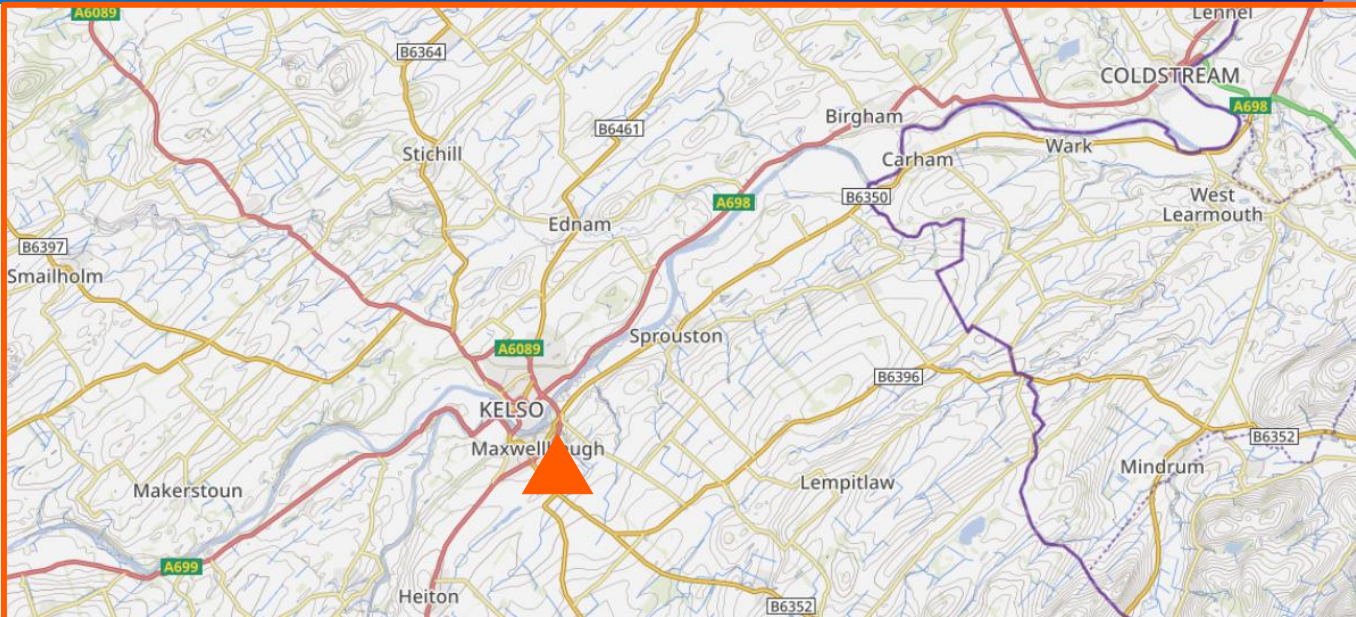 A6089
Lennel
B6364
COLDSTREAM
A698
Birgham
B6461
Stichill
Carham
Wark
B6350
West
Learmouth
A698
Ednam
B6397
Smailholm
Sprouston
A6089
B6396
KELSO
B6352
Mindrum
Makerstoun
Lempitlaw
A699
Heiton
B6352